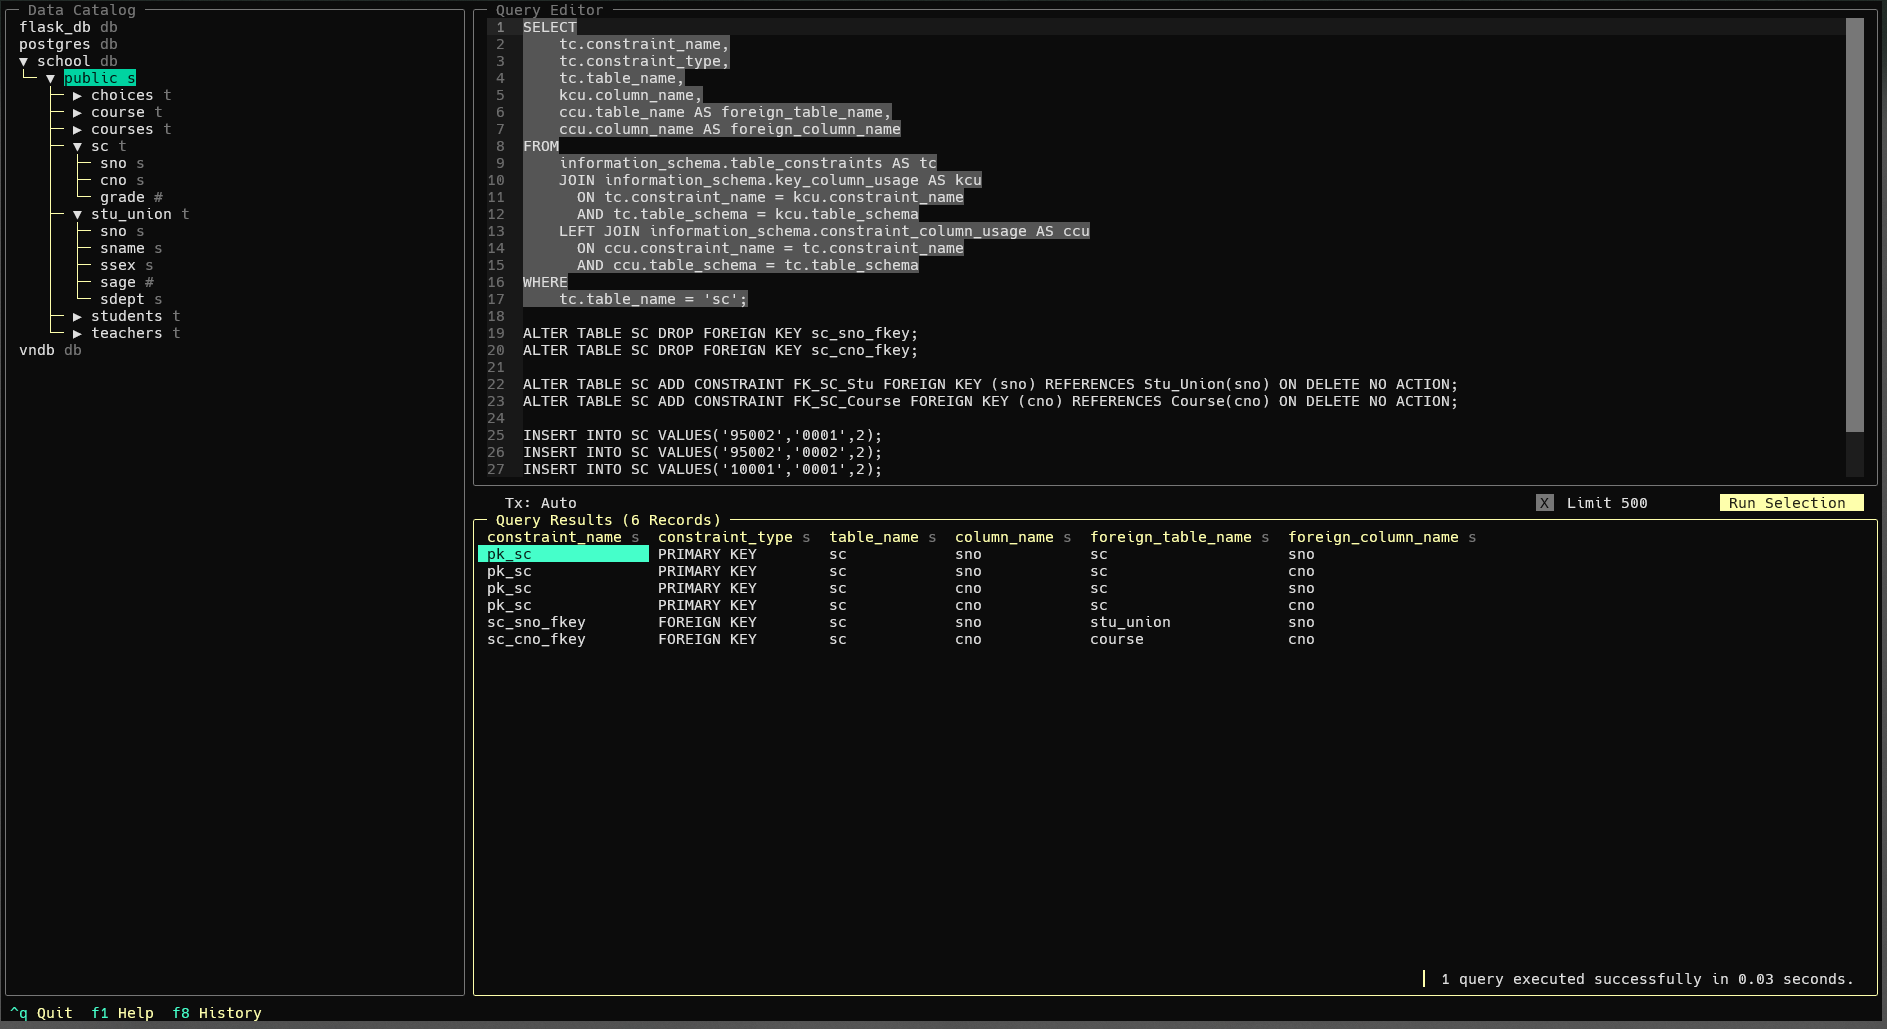 Data Catalog
flask_db db
postgres db
▼ school db
▼ public s
▶ choices t
▶ course t
▶ courses t
▼ sc t
sno s
cno s
grade #
▼ stu_union t
sno s
sname s
ssex s
sage #
sdept s
▶ students t
▶ teachers t
vndb db
Query Editor
1 SELECT
2     tc.constraint_name,
3     tc.constraint_type,
4     tc.table_name,
5     kcu.column_name,
6     ccu.table_name AS foreign_table_name,
7     ccu.column_name AS foreign_column_name
8 FROM
9     information_schema.table_constraints AS tc
10     JOIN information_schema.key_column_usage AS kcu
11       ON tc.constraint_name = kcu.constraint_name
12       AND tc.table_schema = kcu.table_schema
13     LEFT JOIN information_schema.constraint_column_usage AS ccu
14       ON ccu.constraint_name = tc.constraint_name
15       AND ccu.table_schema = tc.table_schema
16 WHERE
17     tc.table_name = 'sc';
18
19 ALTER TABLE SC DROP FOREIGN KEY sc_sno_fkey;
20 ALTER TABLE SC DROP FOREIGN KEY sc_cno_fkey;
21
22 ALTER TABLE SC ADD CONSTRAINT FK_SC_Stu FOREIGN KEY (sno) REFERENCES Stu_Union(sno) ON DELETE NO ACTION;
23 ALTER TABLE SC ADD CONSTRAINT FK_SC_Course FOREIGN KEY (cno) REFERENCES Course(cno) ON DELETE NO ACTION;
24
25 INSERT INTO SC VALUES('95002','0001',2);
26 INSERT INTO SC VALUES('95002','0002',2);
27 INSERT INTO SC VALUES('10001','0001',2);
Tx: Auto X Limit 500 Run Selection
Query Results (6 Records)
constraint_name s constraint_type s table_name s column_name s foreign_table_name s foreign_column_name s
pk_sc PRIMARY KEY sc sno sc sno
pk_sc PRIMARY KEY sc sno sc cno
pk_sc PRIMARY KEY sc cno sc sno
pk_sc PRIMARY KEY sc cno sc cno
sc_sno_fkey FOREIGN KEY sc sno stu_union sno
sc_cno_fkey FOREIGN KEY sc cno course cno
1 query executed successfully in 0.03 seconds.
^q Quit f1 Help f8 History